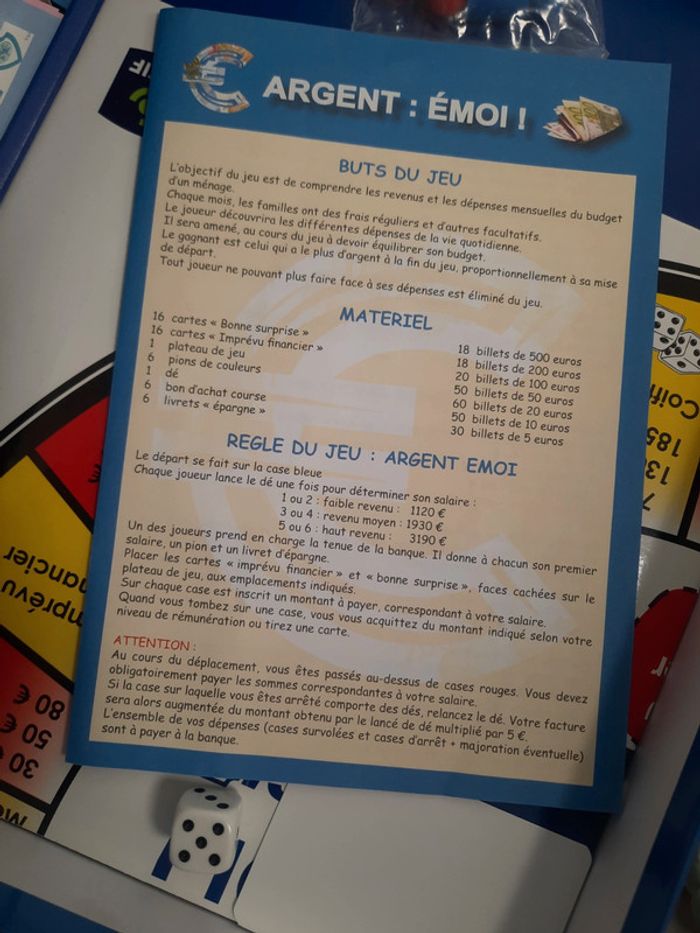 ARGENT : ÉMOI !
BUTS DU JEU
L'objectif du jeu est de comprendre les revenus et les dépenses mensuelles du budget
d'un ménage.
Chaque mois, les familles ont des frais réguliers et d'autres facultatifs.
Le joueur découvrira les différentes dépenses de la vie quotidienne.
Il sera amené, au cours du jeu à devoir équilibrer son budget.
Le gagnant est celui qui a le plus d'argent à la fin du jeu, proportionnellement à sa mise
de départ.
Tout joueur ne pouvant plus faire face à ses dépenses est éliminé du jeu.
MATERIEL
16 cartes « Bonne surprise »
16 cartes « Imprévu financier »
1 plateau de jeu
6 pions de couleurs
1 dé
6 bon d'achat course
6 livrets « épargne »
18 billets de 500 euros
18 billets de 200 euros
20 billets de 100 euros
50 billets de 50 euros
60 billets de 20 euros
50 billets de 10 euros
30 billets de 5 euros
REGLE DU JEU : ARGENT EMOI
Le départ se fait sur la case bleue
Chaque joueur lance le dé une fois pour déterminer son salaire :
1 ou 2 : faible revenu : 1120 €
3 ou 4 : revenu moyen : 1930 €
5 ou 6 : haut revenu : 3190 €
Un des joueurs prend en charge la tenue de la banque. Il donne à chacun son premier
salaire, un pion et un livret d'épargne.
Placer les cartes « imprévu financier » et « bonne surprise », faces cachées sur le
plateau de jeu, aux emplacements indiqués.
Sur chaque case est inscrit un montant à payer, correspondant à votre salaire.
Quand vous tombez sur une case, vous vous acquittez du montant indiqué selon votre
niveau de rémunération ou tirez une carte.
ATTENTION :
Au cours du déplacement, vous êtes passés au-dessus de cases rouges. Vous devez
obligatoirement payer les sommes correspondantes à votre salaire.
Si la case sur laquelle vous êtes arrêté comporte des dés, relancez le dé. Votre facture
sera alors augmentée du montant obtenu par le lancé de dé multiplié par 5 €.
L'ensemble de vos dépenses (cases survolées et cases d'arrêt + majoration éventuelle)
sont à payer à la banque.
30 €
50 €
80 €